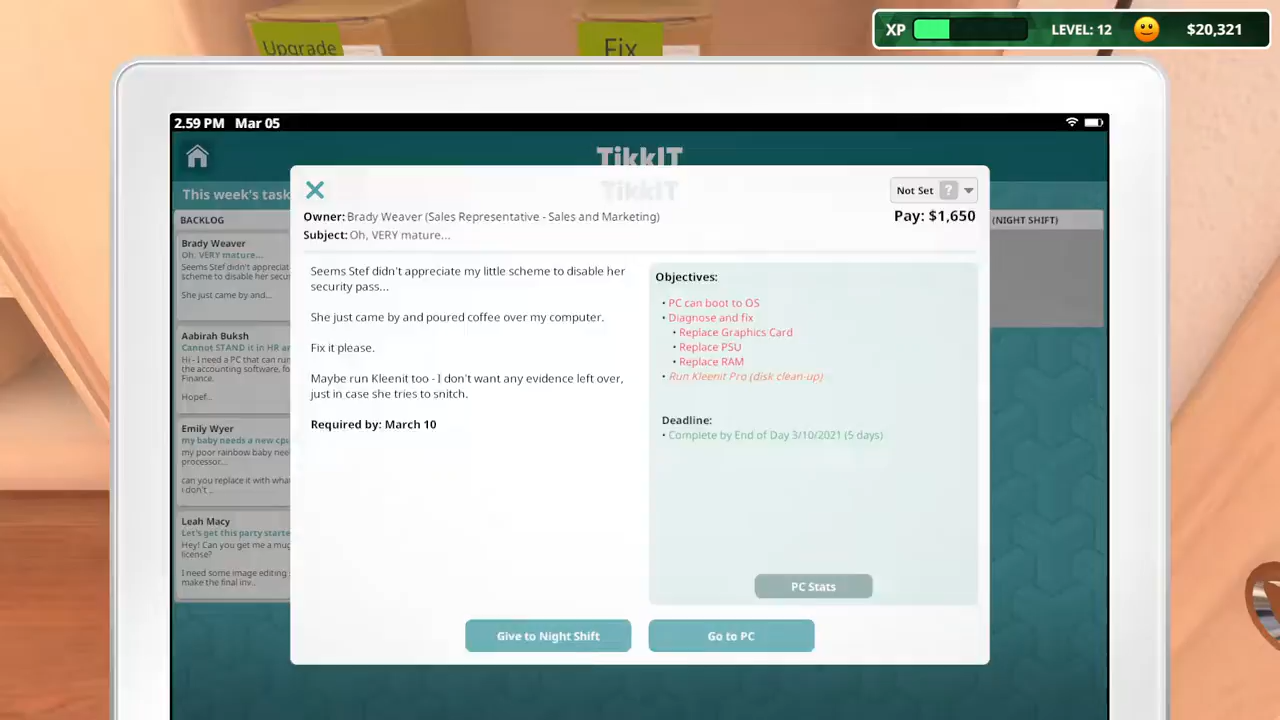 Upgrade
Fix
XP
LEVEL: 12
$20,321
2.59 PM Mar 05
TikkIT
This week's task
BACKLOG
(NIGHT SHIFT)
Brady Weaver
Oh, VERY mature...
Seems Stef didn't appreciat
scheme to disable her secu
She just came by and...
Aabirah Buksh
Cannot STAND it in HR an
Hi - I need a PC that can run
the accounting software, fo
Finance.
Hopef..
Emily Wyer
my baby needs a new cpu
my poor rainbow baby nee
processor...
can you replace it with wha
i don't ..
Leah Macy
Let's get this party starte
Hey! Can you get me a mug
license?
I need some image editing
make the final inv..
TikkIT
Not Set ?
Owner: Brady Weaver (Sales Representative - Sales and Marketing)
Pay: $1,650
Subject: Oh, VERY mature...
Seems Stef didn't appreciate my little scheme to disable her
security pass...
She just came by and poured coffee over my computer.
Fix it please.
Maybe run Kleenit too - I don't want any evidence left over,
just in case she tries to snitch.
Required by: March 10
Objectives:
• PC can boot to OS
• Diagnose and fix
• Replace Graphics Card
• Replace PSU
• Replace RAM
• Run Kleenit Pro (disk clean-up)
Deadline:
• Complete by End of Day 3/10/2021 (5 days)
PC Stats
Give to Night Shift
Go to PC